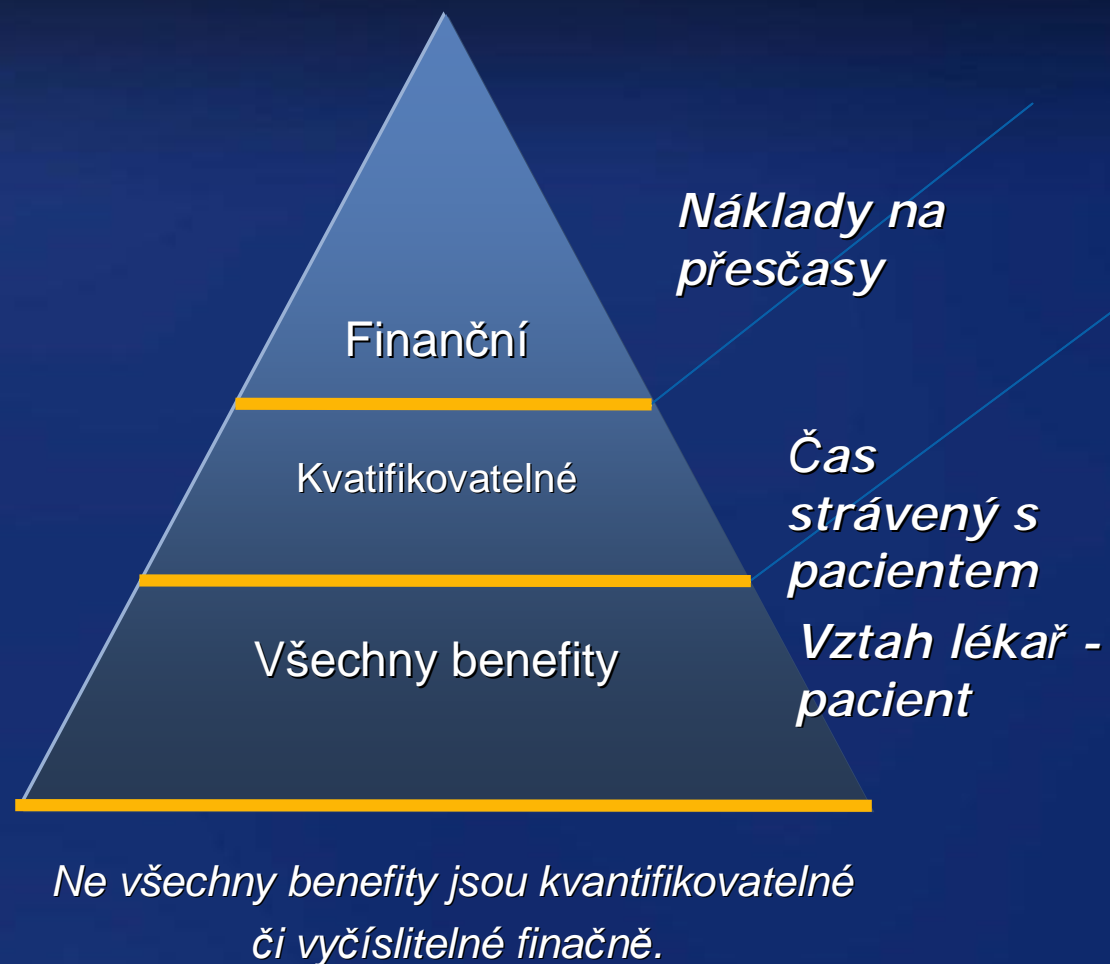 Náklady na
přesčasy
Finanční
Čas
strávený s
pacientem
Kvatifikovatelné
Vztah lékař -
pacient
Všechny benefity
Ne všechny benefity jsou kvantifikovatelné
či vyčíslitelné finačně.